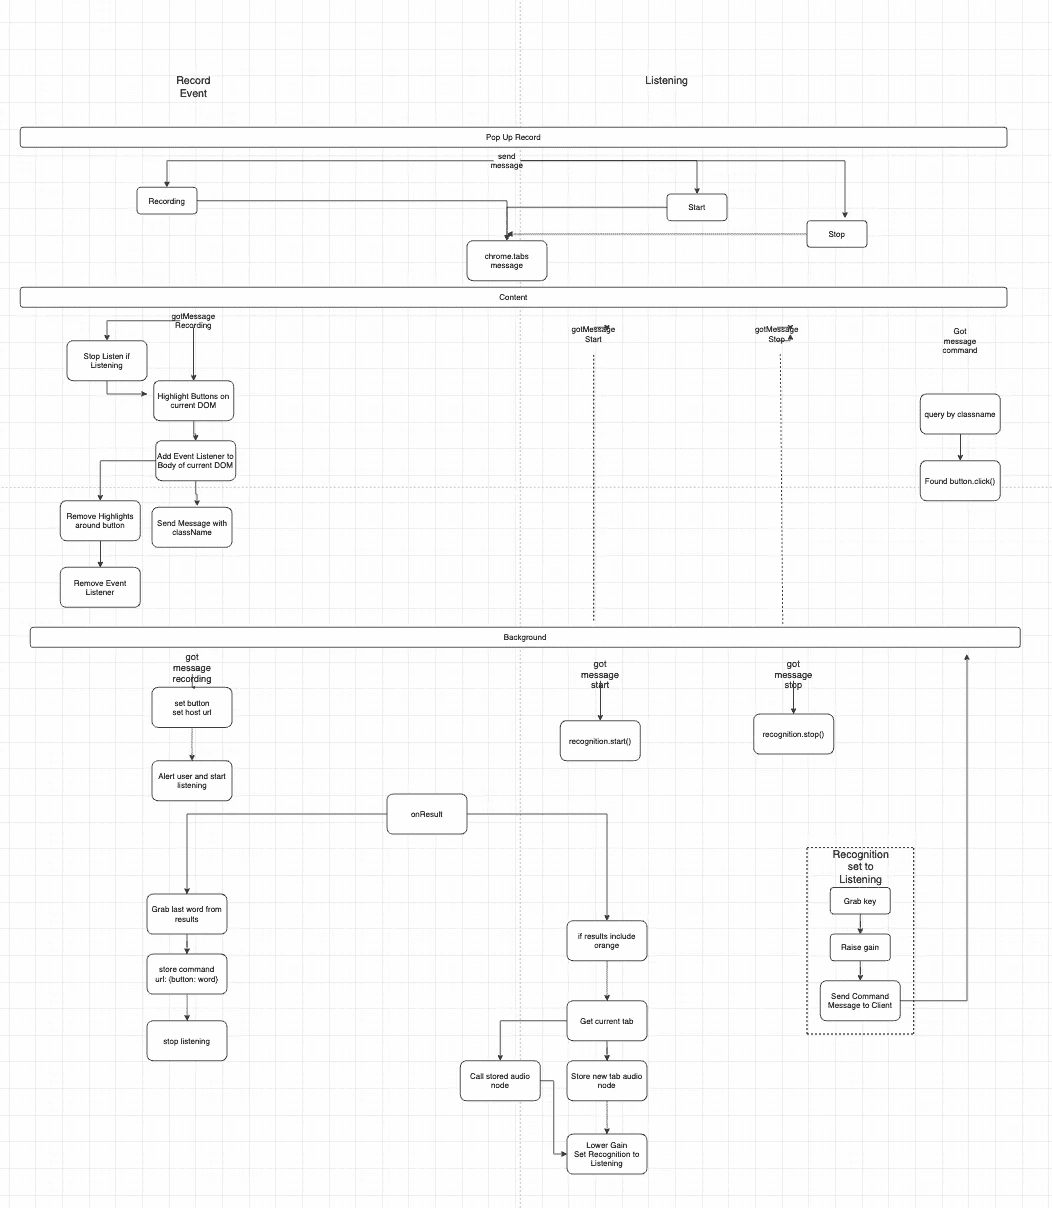 Record
Event
Listening
Pop Up Record
send
message
Recording
Start
Stop
chrome.tabs
message
Content
gotMessage
Recording
gotMessage
Start
gotMessage
Stop
Got
message
command
Stop Listen if
Listening
Highlight Buttons on
current DOM
query by classname
Add Event Listener to
Body of current DOM
Found button.click()
Remove Highlights
around button
Send Message with
className
Remove Event
Listener
Background
got
message
recording
got
message
start
got
message
stop
set button
set host url
recognition.start()
recognition.stop()
Alert user and start
listening
onResult
Recognition
set to
Listening
Grab key
Raise gain
Send Command
Message to Client
Grab last word from
results
if results include
orange
store command
url: {button: word}
stop listening
Get current tab
Call stored audio
node
Store new tab audio
node
Lower Gain
Set Recognition to
Listening